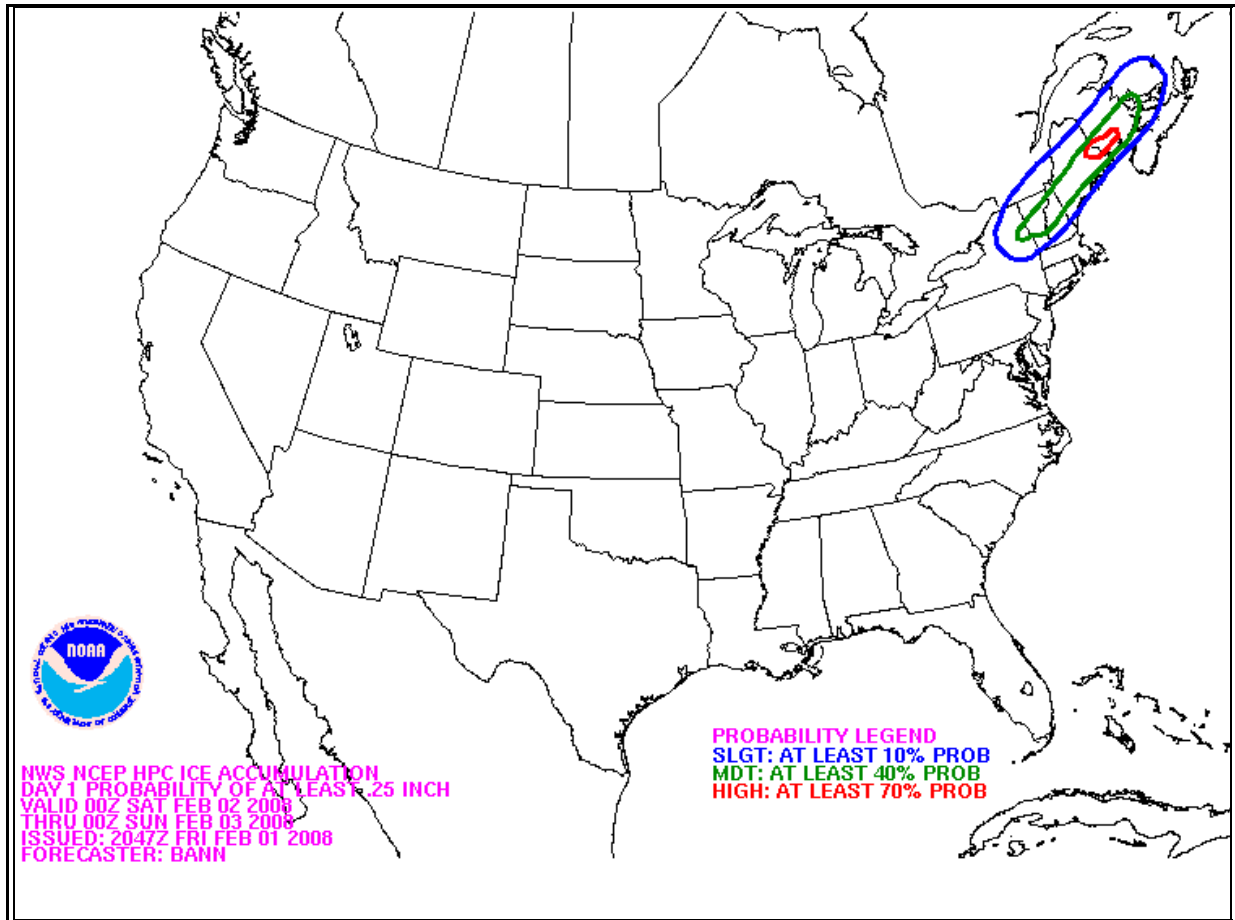 NOAA
PROBABILITY LEGEND
SLGT: AT LEAST 10% PROB
MDT: AT LEAST 40% PROB
HIGH: AT LEAST 70% PROB
NWS NCEP HPC ICE ACCUMULATION
DAY 1 PROBABILITY OF AT LEAST .25 INCH
VALID 00Z SAT FEB 02 2008
THRU 00Z SUN FEB 03 2008
ISSUED: 2047Z FRI FEB 01 2008
FORECASTER: BANN